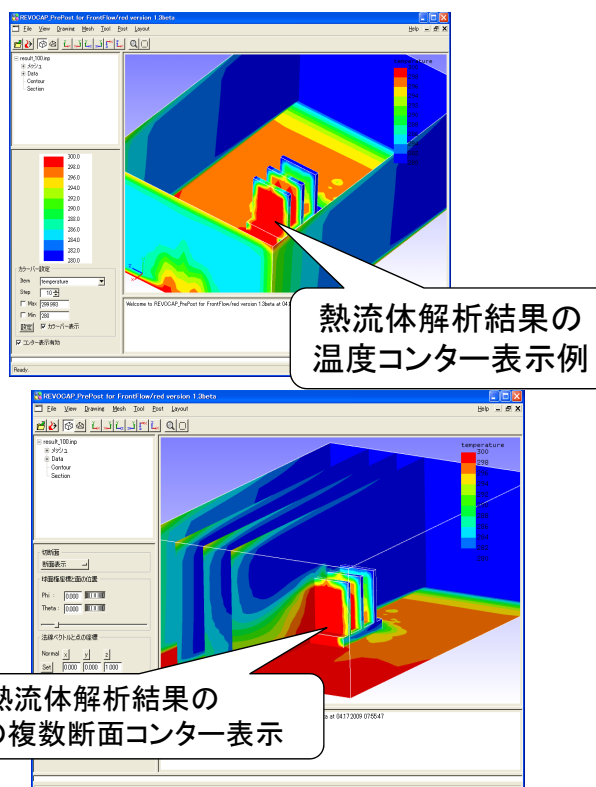 REVOCAP_PrePost for FrontFlow/red version 1.3beta
File View Drawing Mesh Tool Post Layout Help
result_100.inp
メッシュ
Data
Contour
Section
temperature
300.0
298.0
296.0
294.0
292.0
290.0
288.0
286.0
284.0
282.0
280.0
カラーバー設定
Item temperature
Step 10
Max 299.993
Min 280
設定 カラーバー表示
コンター表示有効
Welcome to REVOCAP_PrePost for FrontFlow/red version 1.3beta at 04
Ready.
熱流体解析結果の
温度コンター表示例
REVOCAP_PrePost for FrontFlow/red version 1.3beta
File View Drawing Mesh Tool Post Layout Help
result_100.inp
メッシュ
Data
Contour
Section
temperature
300
298
切断面
断面表示
球面極座標と面の位置
Phi : 0.000
Theta : 0.000
法線ベクトルと点の座標
Normal x y z
Set 0.000 0.000 1.000
a at 04.17.2009 07:55:47
熱流体解析結果の
の複数断面コンター表示